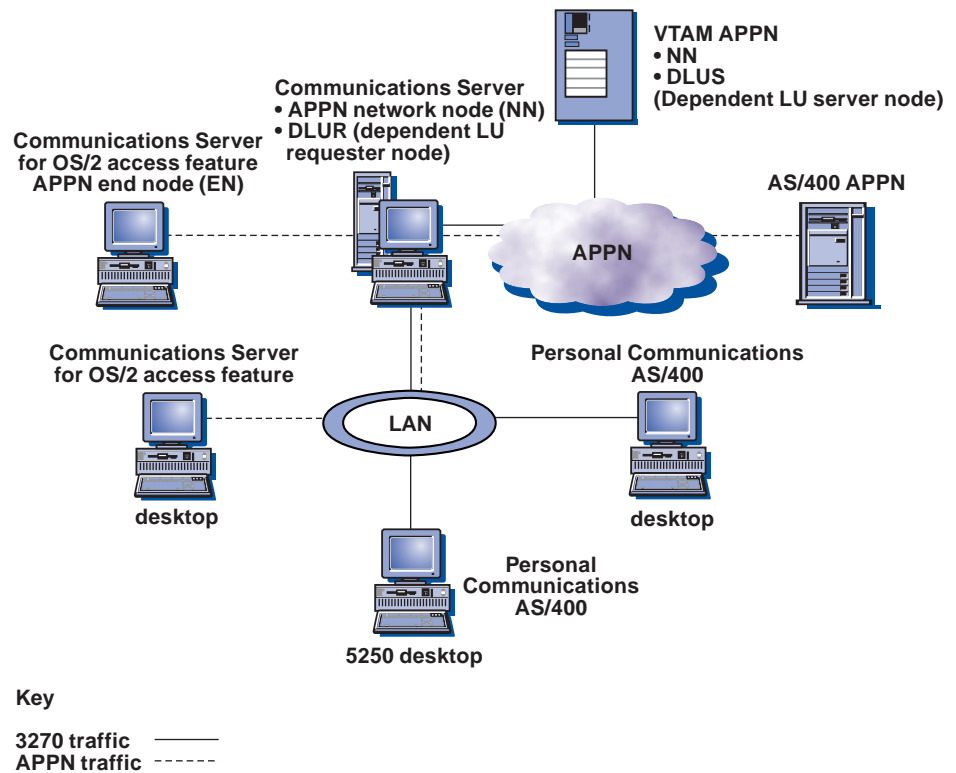 VTAM APPN
• NN
• DLUS
(Dependent LU server node)
Communications Server
• APPN network node (NN)
• DLUR (dependent LU
requester node)
Communications Server
for OS/2 access feature
APPN end node (EN)
AS/400 APPN
APPN
Communications Server
for OS/2 access feature
Personal Communications
AS/400
LAN
desktop
desktop
Personal
Communications
AS/400
5250 desktop
Key
3270 traffic
APPN traffic